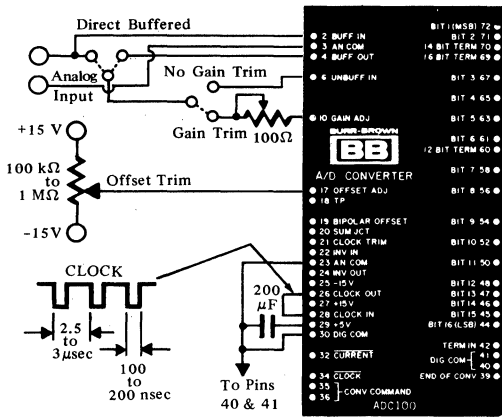 Direct Buffered
Analog
Input
No Gain Trim
Gain Trim
100Ω
+15 V
100 kΩ
to
1 MΩ
Offset Trim
-15V
CLOCK
2.5
to
3μsec
100
to
200 nsec
200
μF
To Pins
40 & 41
2 BUFF IN
3 AN COM
4 BUFF OUT
6 UNBUFF IN
10 GAIN ADJ
BURR-BROWN
BB
A/D CONVERTER
17 OFFSET ADJ
18 TP
19 BIPOLAR OFFSET
20 SUM JCT
21 CLOCK TRIM
22 INV IN
23 AN COM
24 INV OUT
25 -15V
26 CLOCK OUT
27 +15V
28 CLOCK IN
29 +5V
30 DIG COM
32 CURRENT
34 CLOCK
35
36
CONV COMMAND
BIT 1 (MSB) 72
BIT 2 71
14 BIT TERM 70
16 BIT TERM 69
BIT 3 67
BIT 4 65
BIT 5 63
BIT 6 61
12 BIT TERM 60
BIT 7 58
BIT 8 56
BIT 9 54
BIT 10 52
BIT 11 50
BIT 12 48
BIT 13 47
BIT 14 46
BIT 15 45
BIT 16 (LSB) 44
TERM IN 42
DIG COM
41
40
END OF CONV 39
ADC100